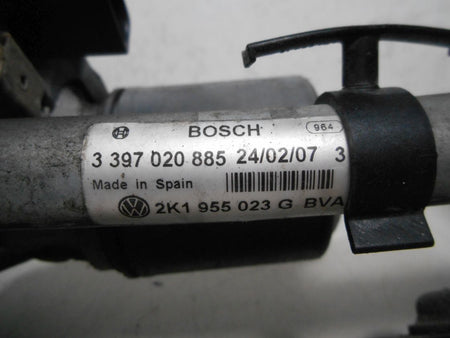 BOSCH 964
3 397 020 885 24/02/07 3
Made in Spain
2K1 955 023 G BVA